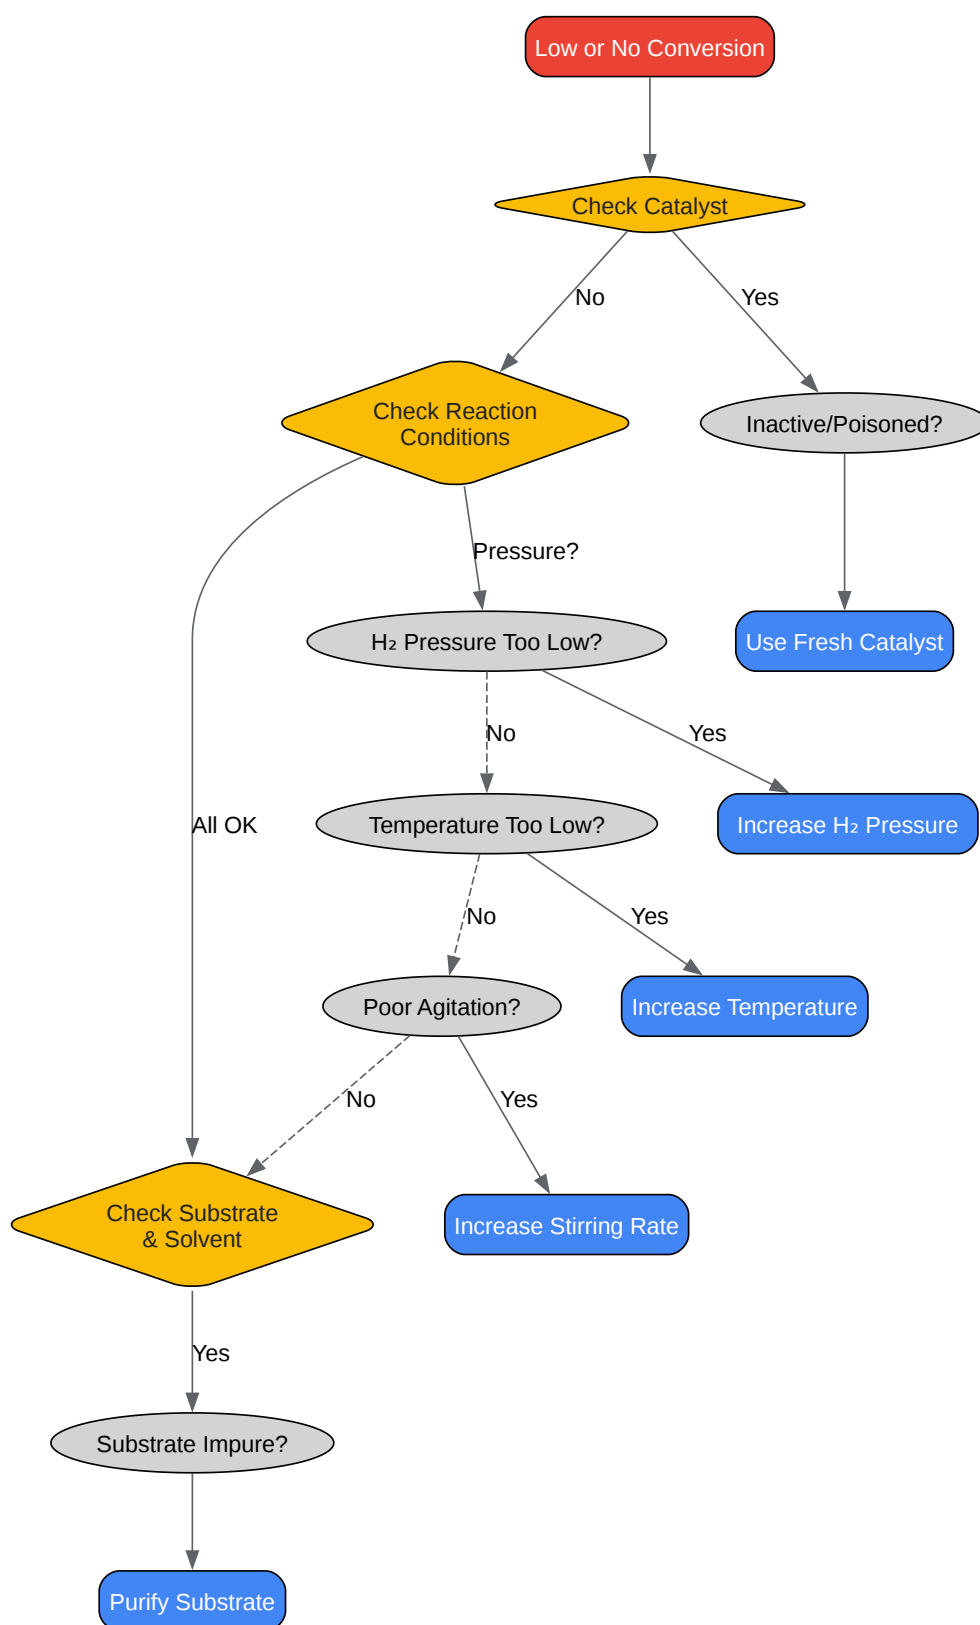 Low or No Conversion
Check Catalyst
No
Yes
Check Reaction
Conditions
Inactive/Poisoned?
Pressure?
H₂ Pressure Too Low?
Use Fresh Catalyst
No
Yes
All OK
Temperature Too Low?
Increase H₂ Pressure
No
Yes
Poor Agitation?
Increase Temperature
No
Yes
Check Substrate
& Solvent
Increase Stirring Rate
Yes
Substrate Impure?
Purify Substrate